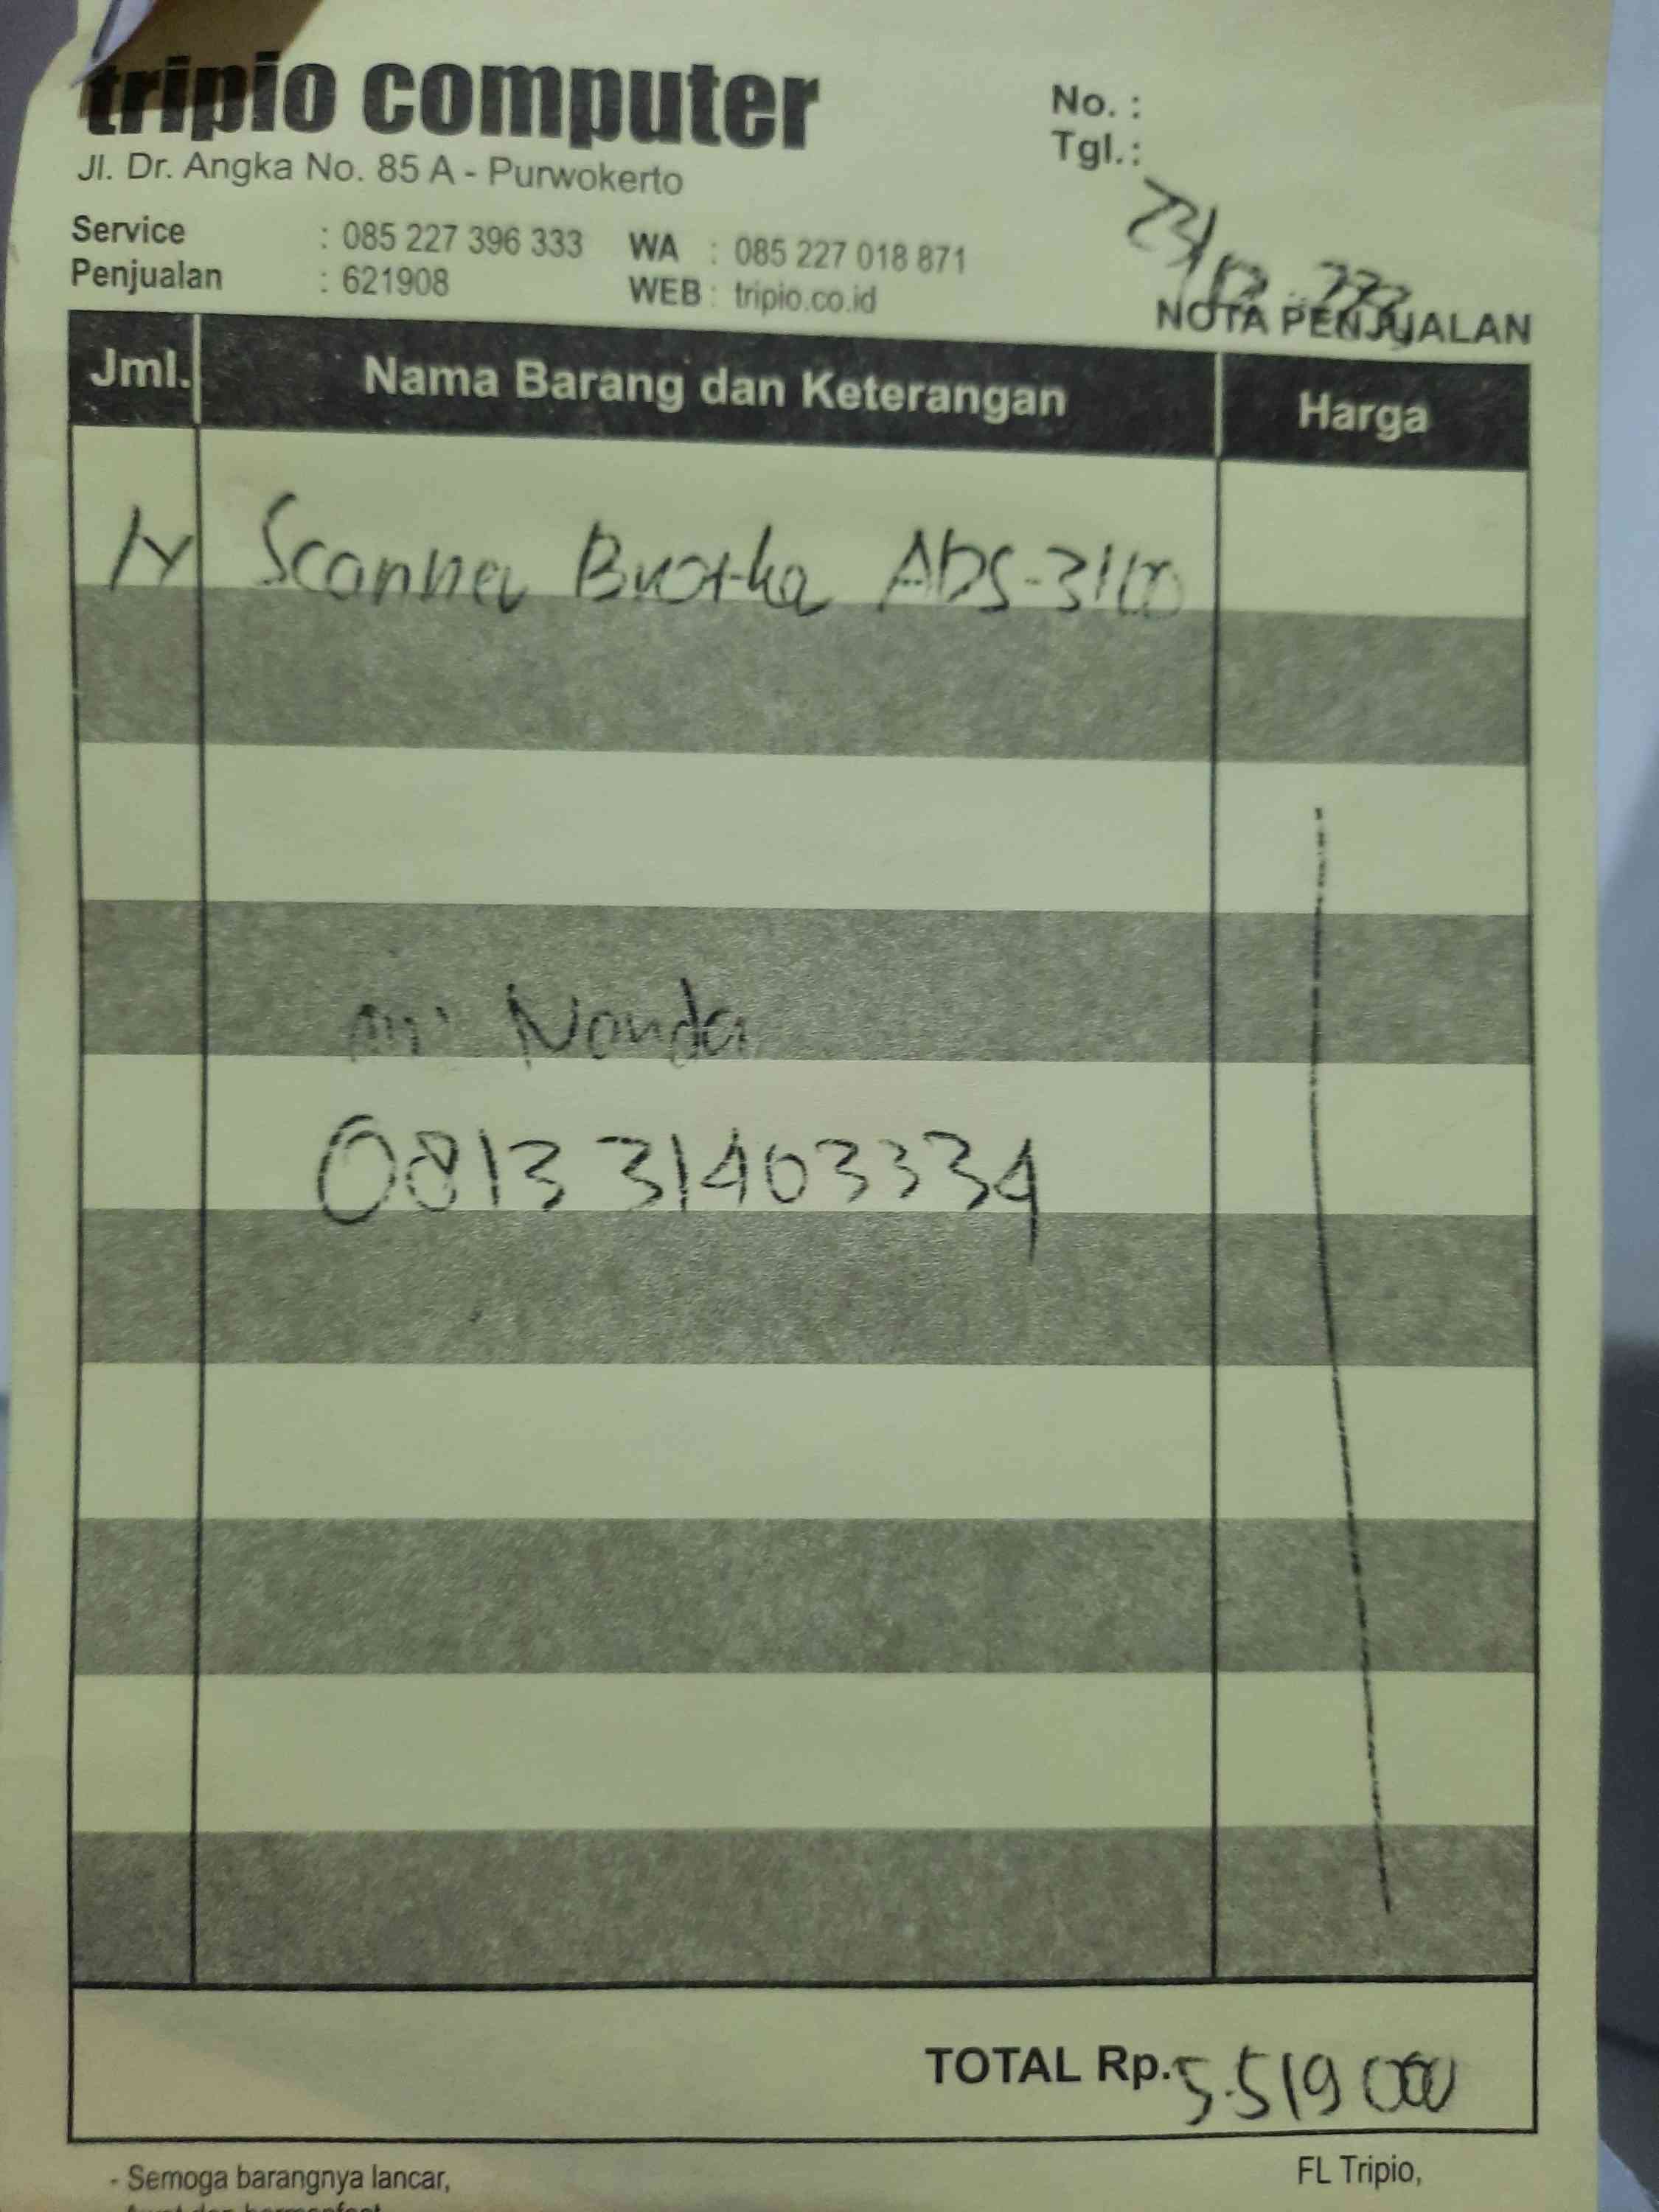 tripio computer
Jl. Dr. Angka No. 85 A - Purwokerto
Service : 085 227 396 333 WA : 085 227 018 871
Penjualan : 621908 WEB : tripio.co.id
No. :
Tgl. :
NOTA PENJUALAN
Jml. Nama Barang dan Keterangan Harga
Scanner Brother ADS-3100
Nanda
0813 31403334
TOTAL Rp. 5.519 000
- Semoga barangnya lancar,
FL Tripio,